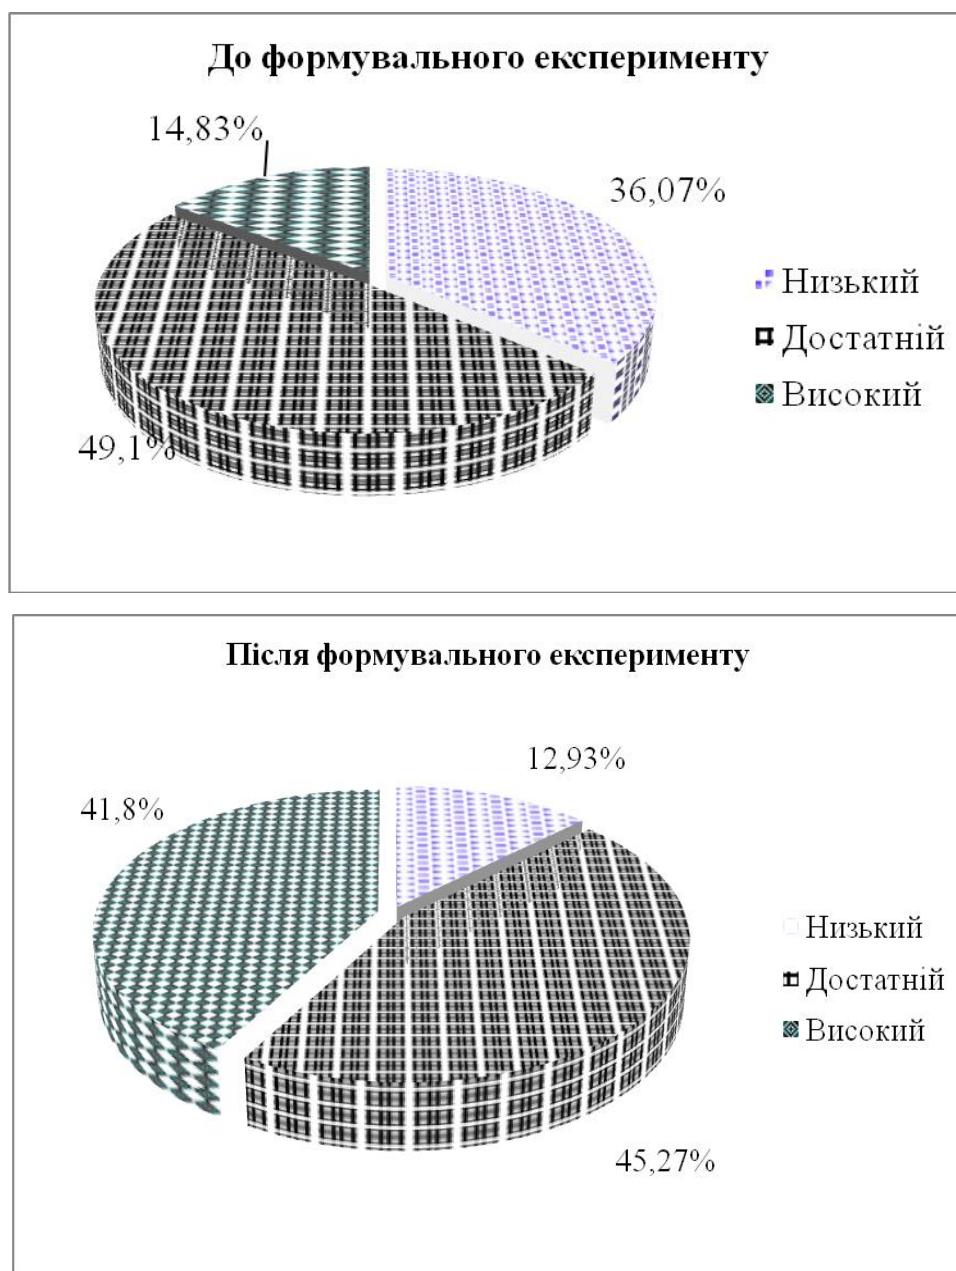 До формувального експерименту
14,83%
36,07%
Низький
Достатній
Високий
49,1%
Після формувального експерименту
12,93%
41,8%
Низький
Достатній
Високий
45,27%